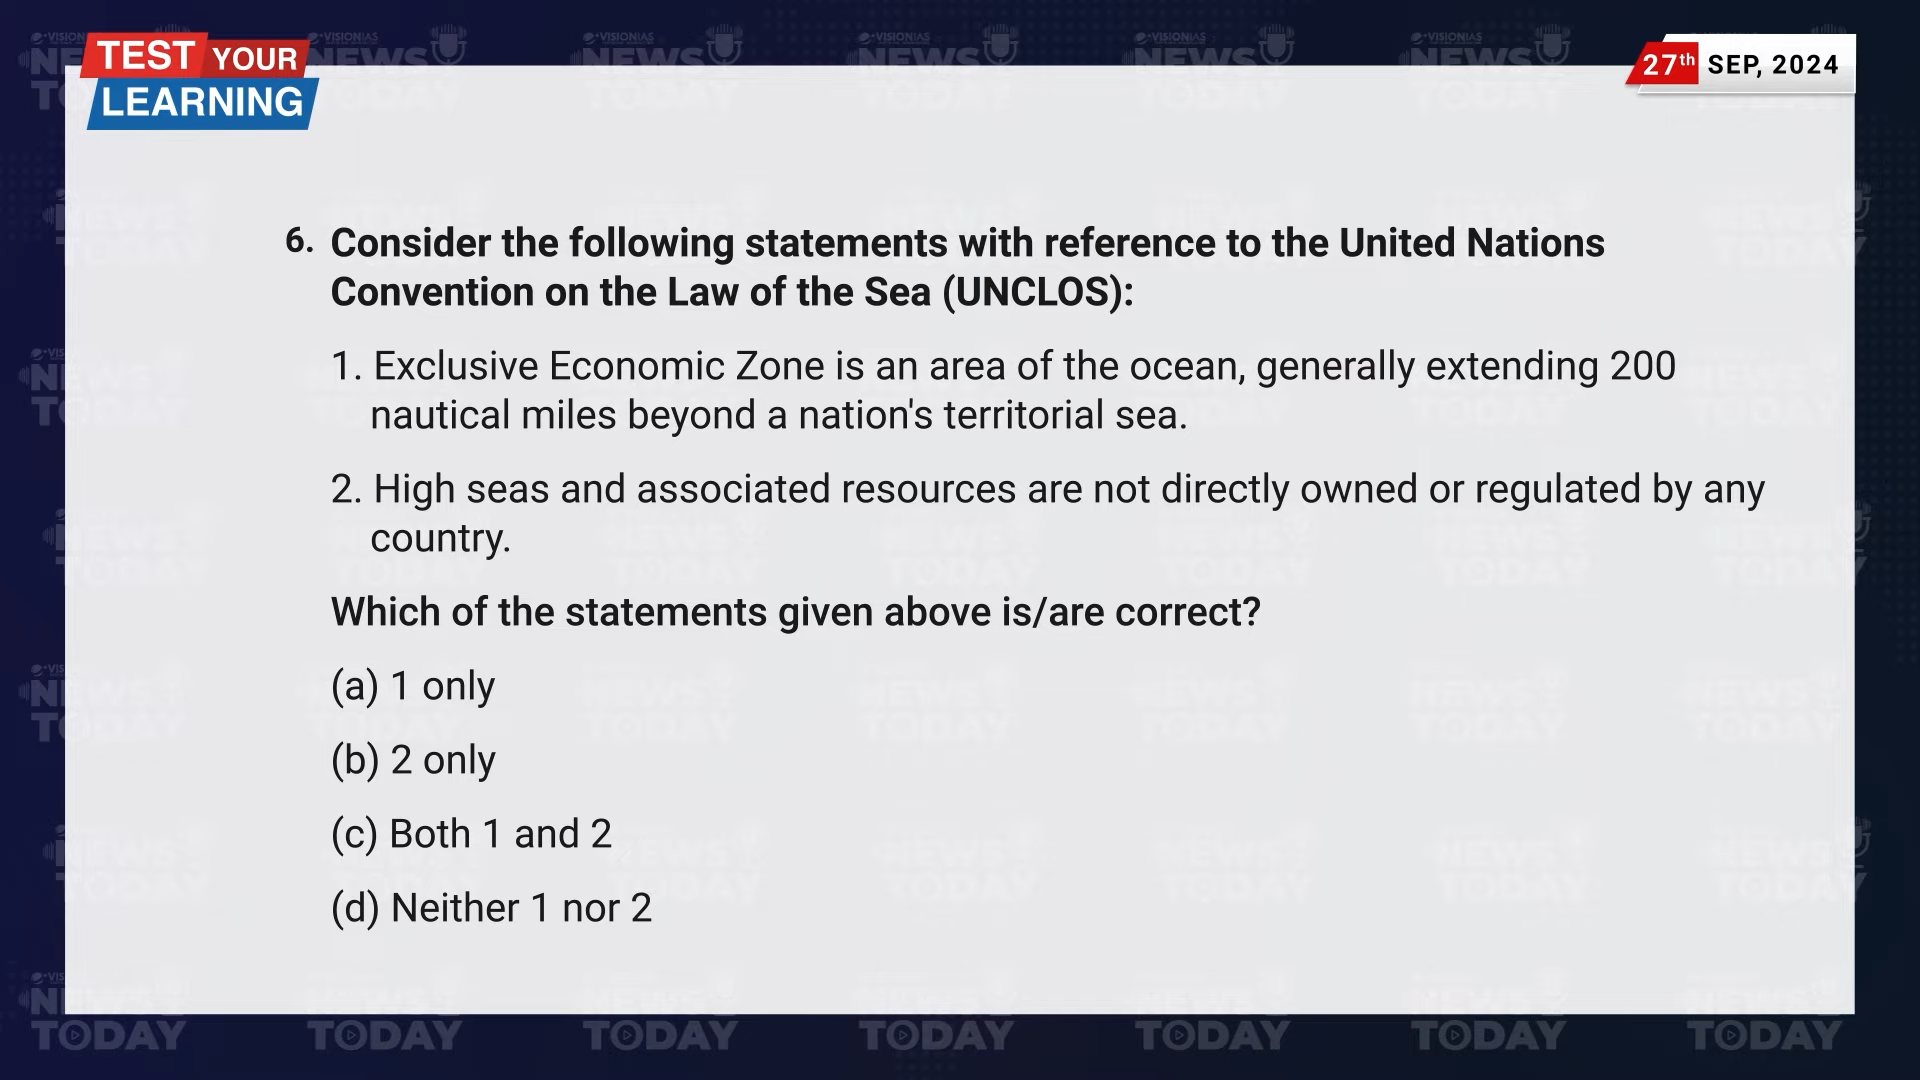 TEST YOUR
LEARNING
27th SEP, 2024
6. Consider the following statements with reference to the United Nations
Convention on the Law of the Sea (UNCLOS):
1. Exclusive Economic Zone is an area of the ocean, generally extending 200
nautical miles beyond a nation's territorial sea.
2. High seas and associated resources are not directly owned or regulated by any
country.
Which of the statements given above is/are correct?
(a) 1 only
(b) 2 only
(c) Both 1 and 2
(d) Neither 1 nor 2
VISIONIAS
NEWS
TODAY